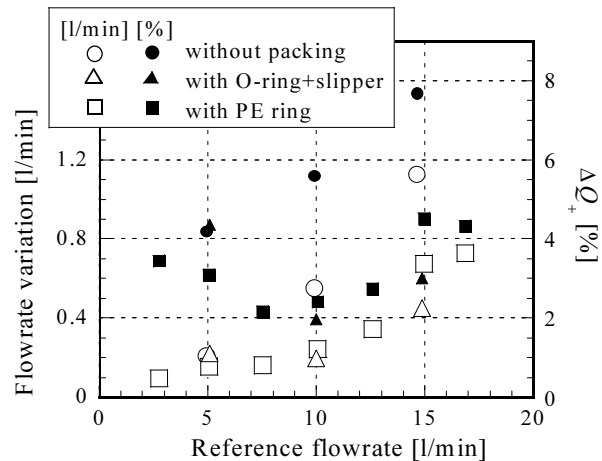 [l/min] [%]
without packing
with O-ring+slipper
with PE ring
Flowrate variation [l/min]
1.2
0.8
0.4
0
8
6
4
2
0
∆Q̃₊ [%]
0 5 10 15 20
Reference flowrate [l/min]